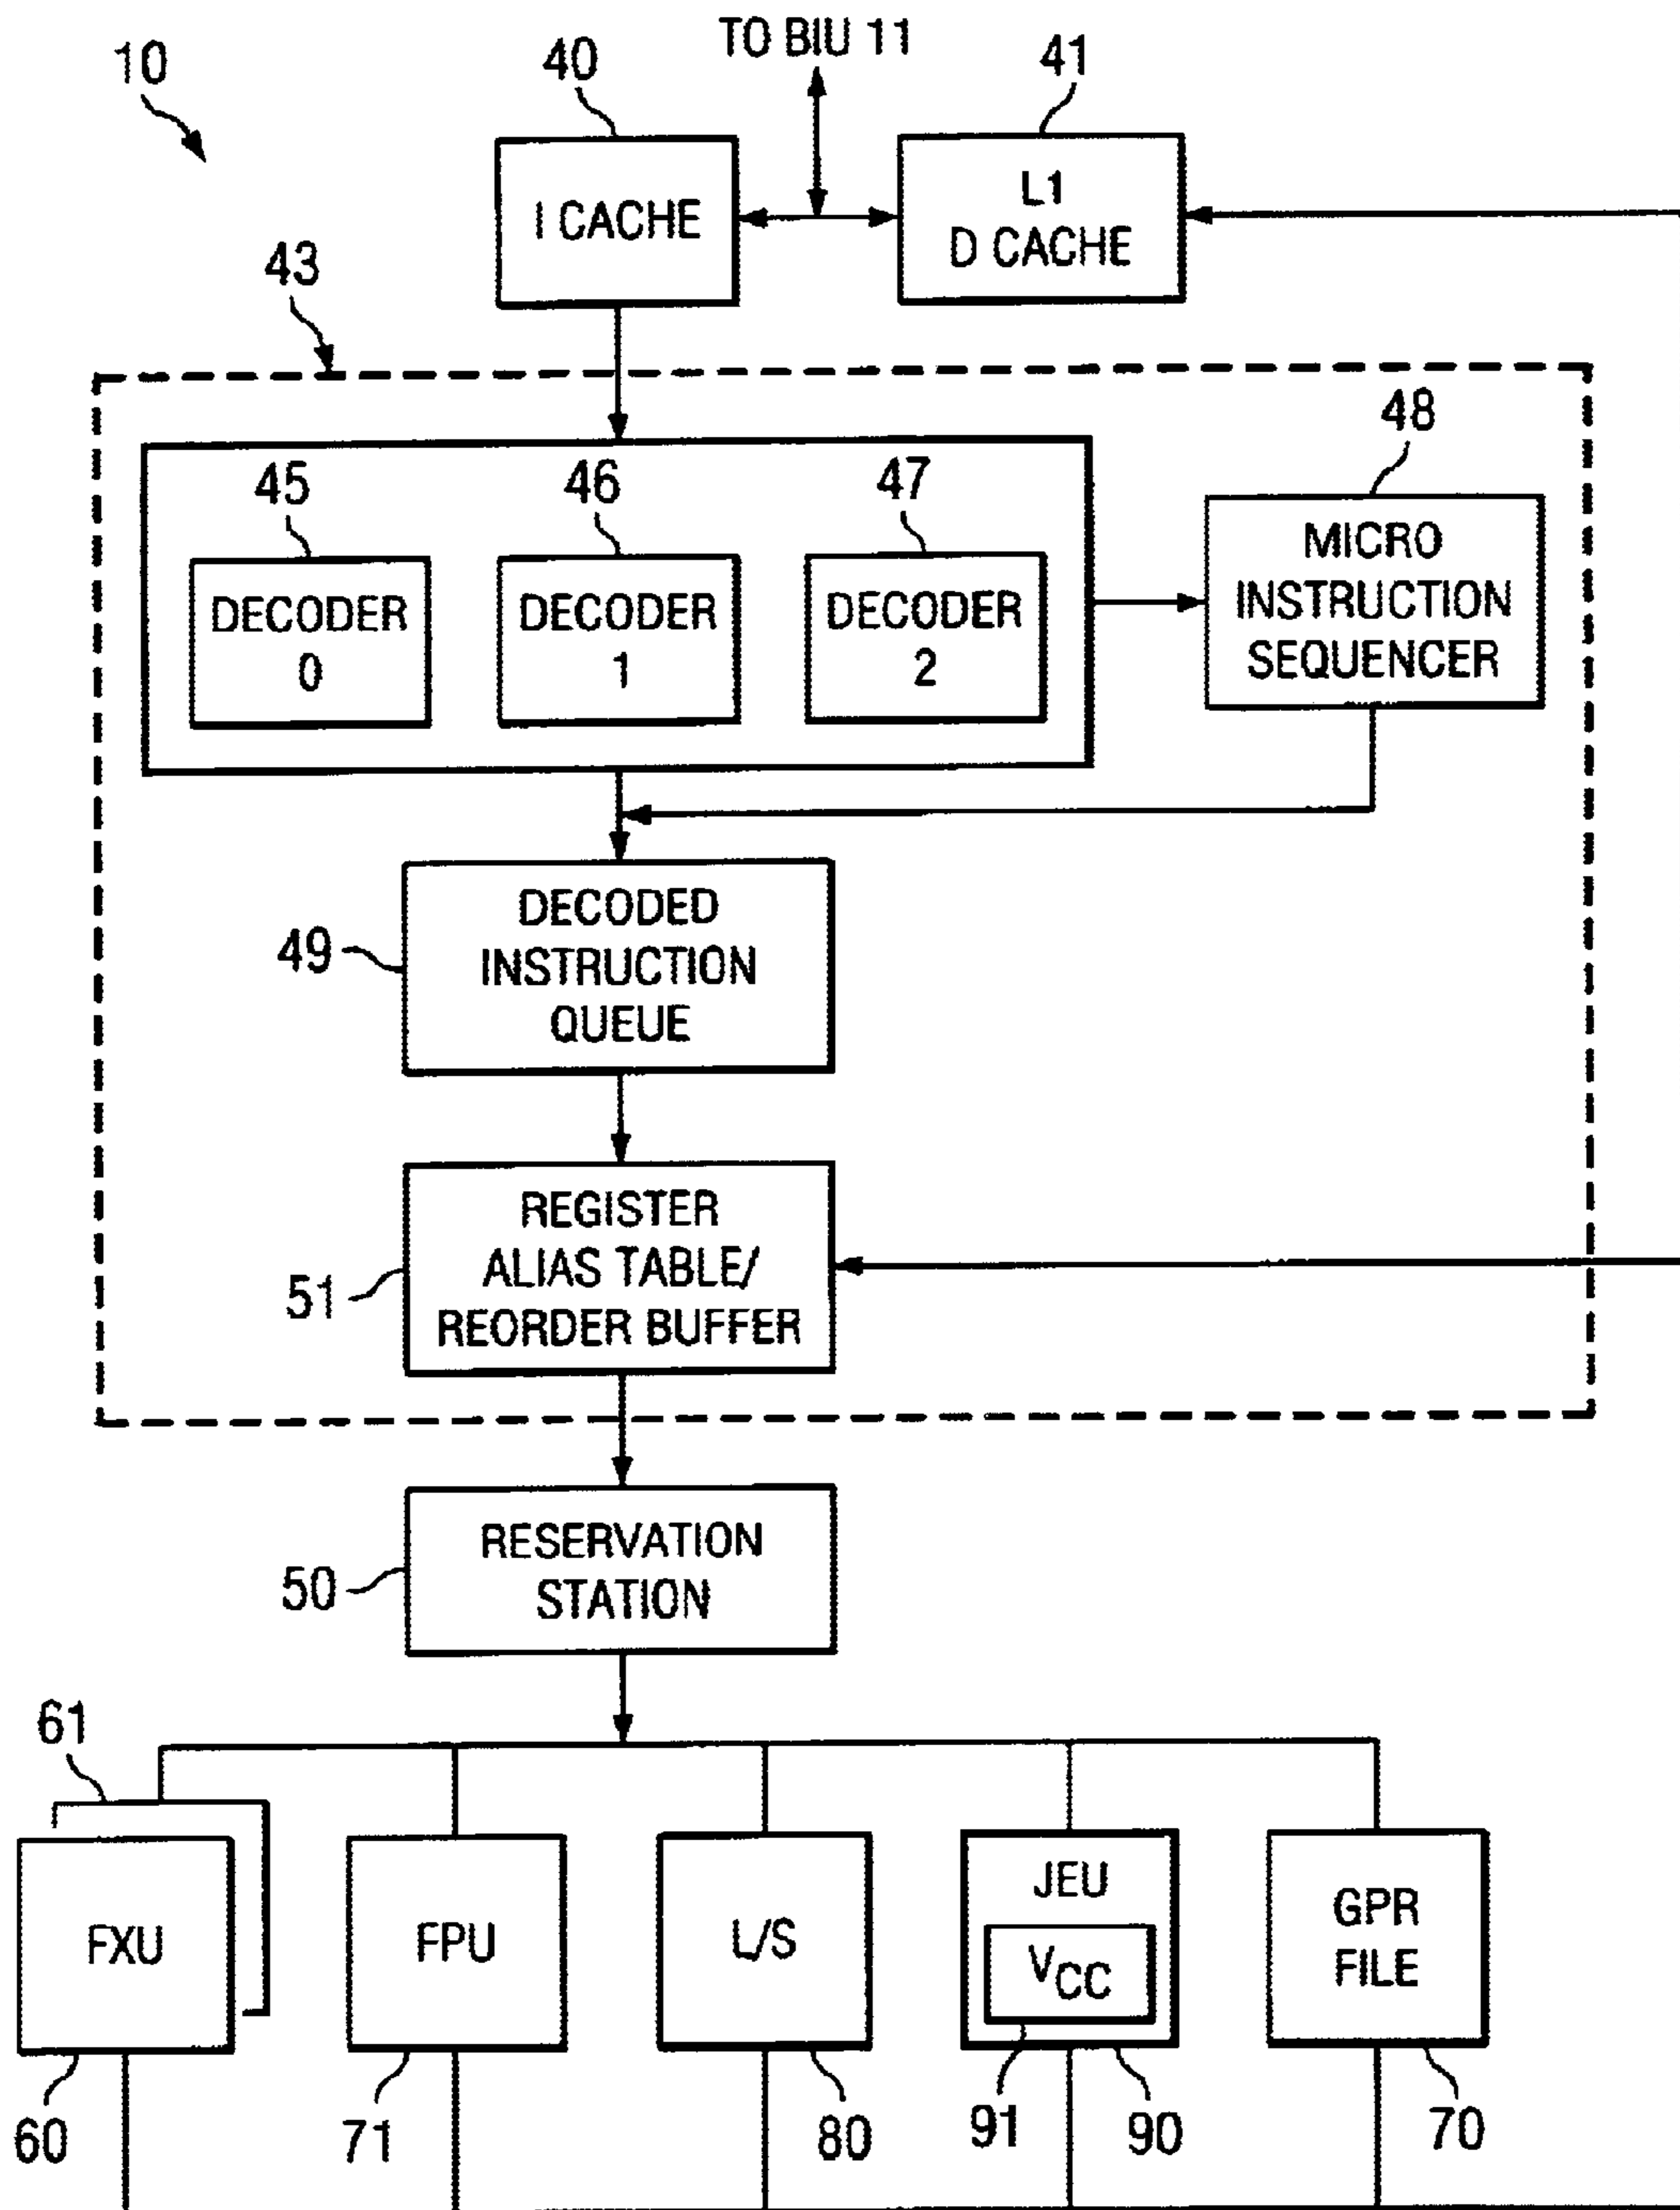 TO BIU 11
10
40
41
I CACHE
L1
D CACHE
43
48
45
46
47
MICRO
INSTRUCTION
SEQUENCER
DECODER
0
DECODER
1
DECODER
2
49
DECODED
INSTRUCTION
QUEUE
51
REGISTER
ALIAS TABLE/
REORDER BUFFER
50
RESERVATION
STATION
61
FXU
FPU
L/S
JEU
VCC
GPR
FILE
60
71
80
91
90
70